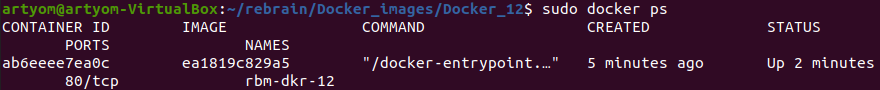 artyom@artyom-VirtualBox:~/rebrain/Docker_images/Docker_12$ sudo docker ps
CONTAINER ID   IMAGE          COMMAND                  CREATED         STATUS
    PORTS          NAMES
ab6eeee7ea0c   ea1819c829a5   "/docker-entrypoint.…"   5 minutes ago   Up 2 minutes
    80/tcp         rbm-dkr-12